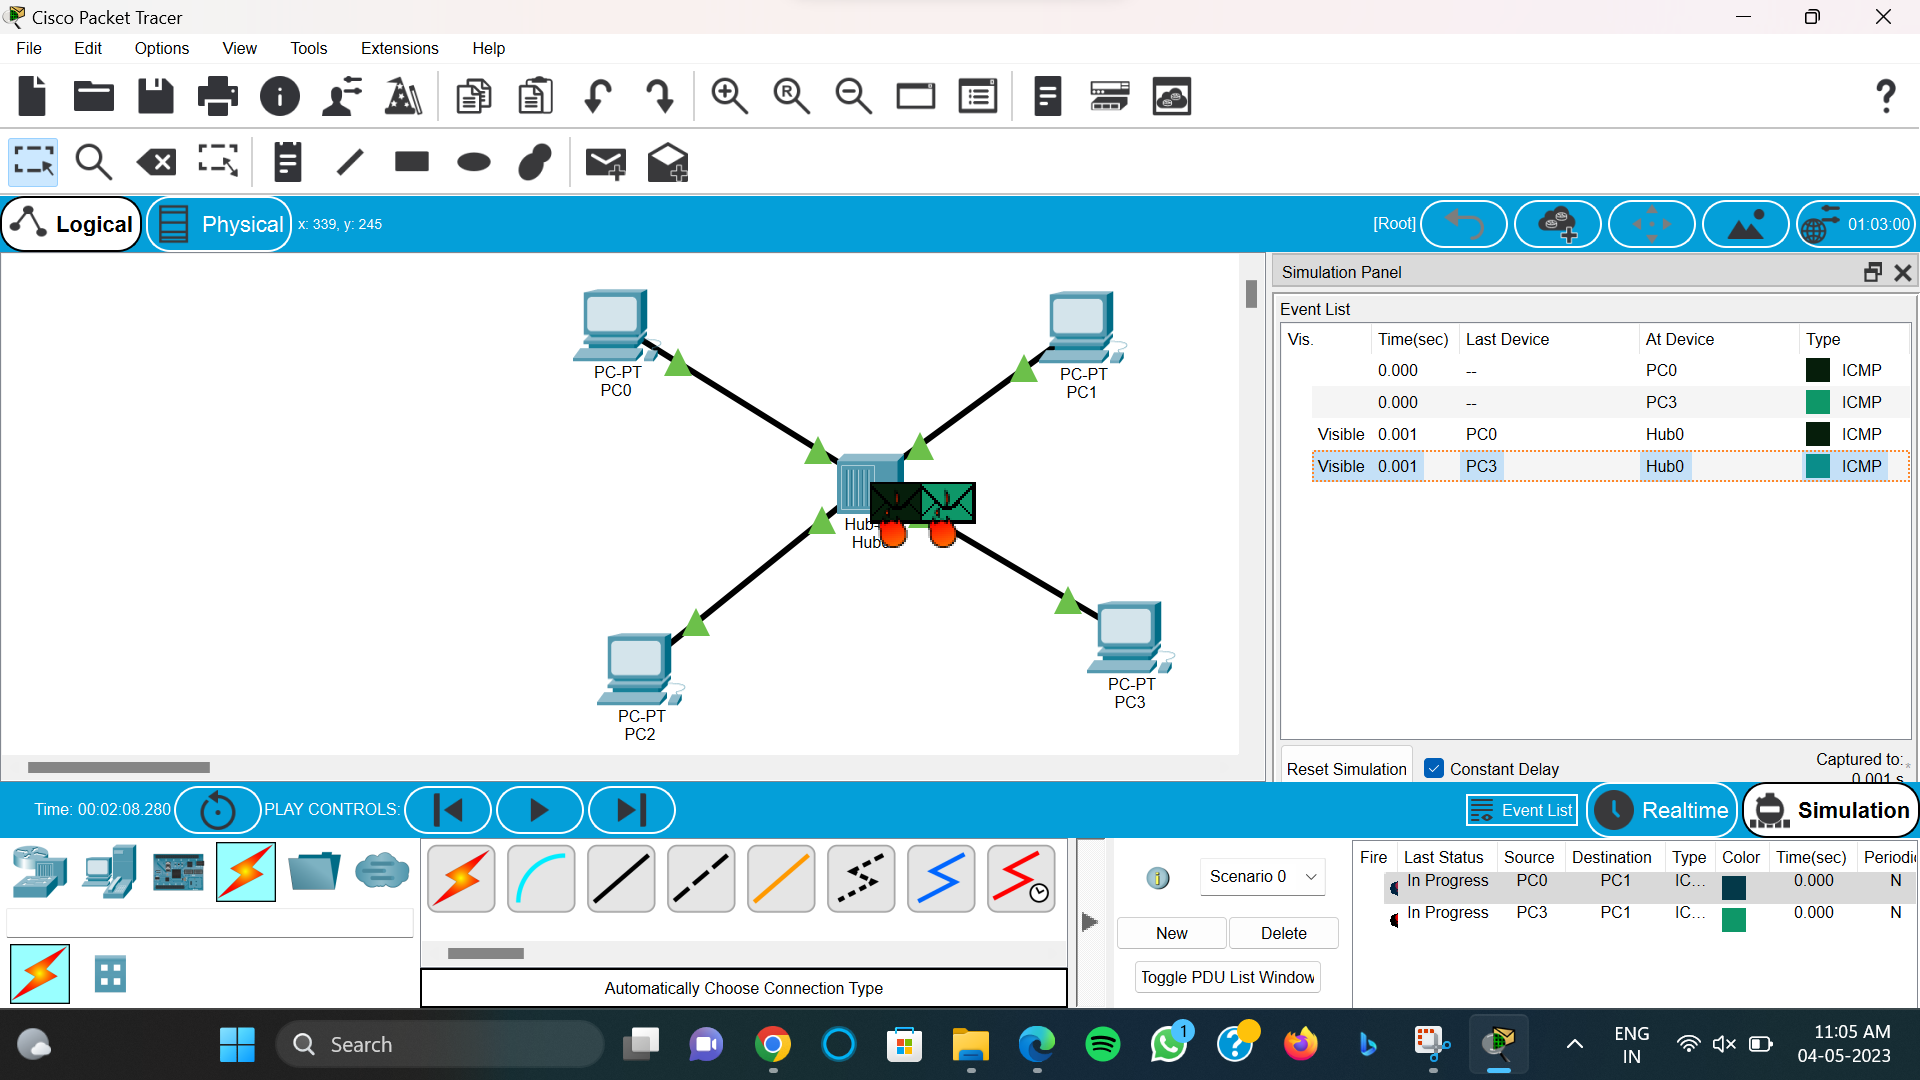 Cisco Packet Tracer
File Edit Options View Tools Extensions Help
Logical Physical x: 339, y: 245 [Root] 01:03:00
PC-PT
PC0
PC-PT
PC1
Hub-
Hub
PC-PT
PC2
PC-PT
PC3
Simulation Panel
Event List
Vis. Time(sec) Last Device At Device Type
0.000 -- PC0 ICMP
0.000 -- PC3 ICMP
Visible 0.001 PC0 Hub0 ICMP
Visible 0.001 PC3 Hub0 ICMP
Reset Simulation Constant Delay Captured to:*
0.001 s
Time: 00:02:08.280 PLAY CONTROLS: Event List Realtime Simulation
Automatically Choose Connection Type
Scenario 0
New Delete
Toggle PDU List Window
Fire Last Status Source Destination Type Color Time(sec) Periodi
In Progress PC0 PC1 IC... 0.000 N
In Progress PC3 PC1 IC... 0.000 N
Search
1
ENG
IN
11:05 AM
04-05-2023